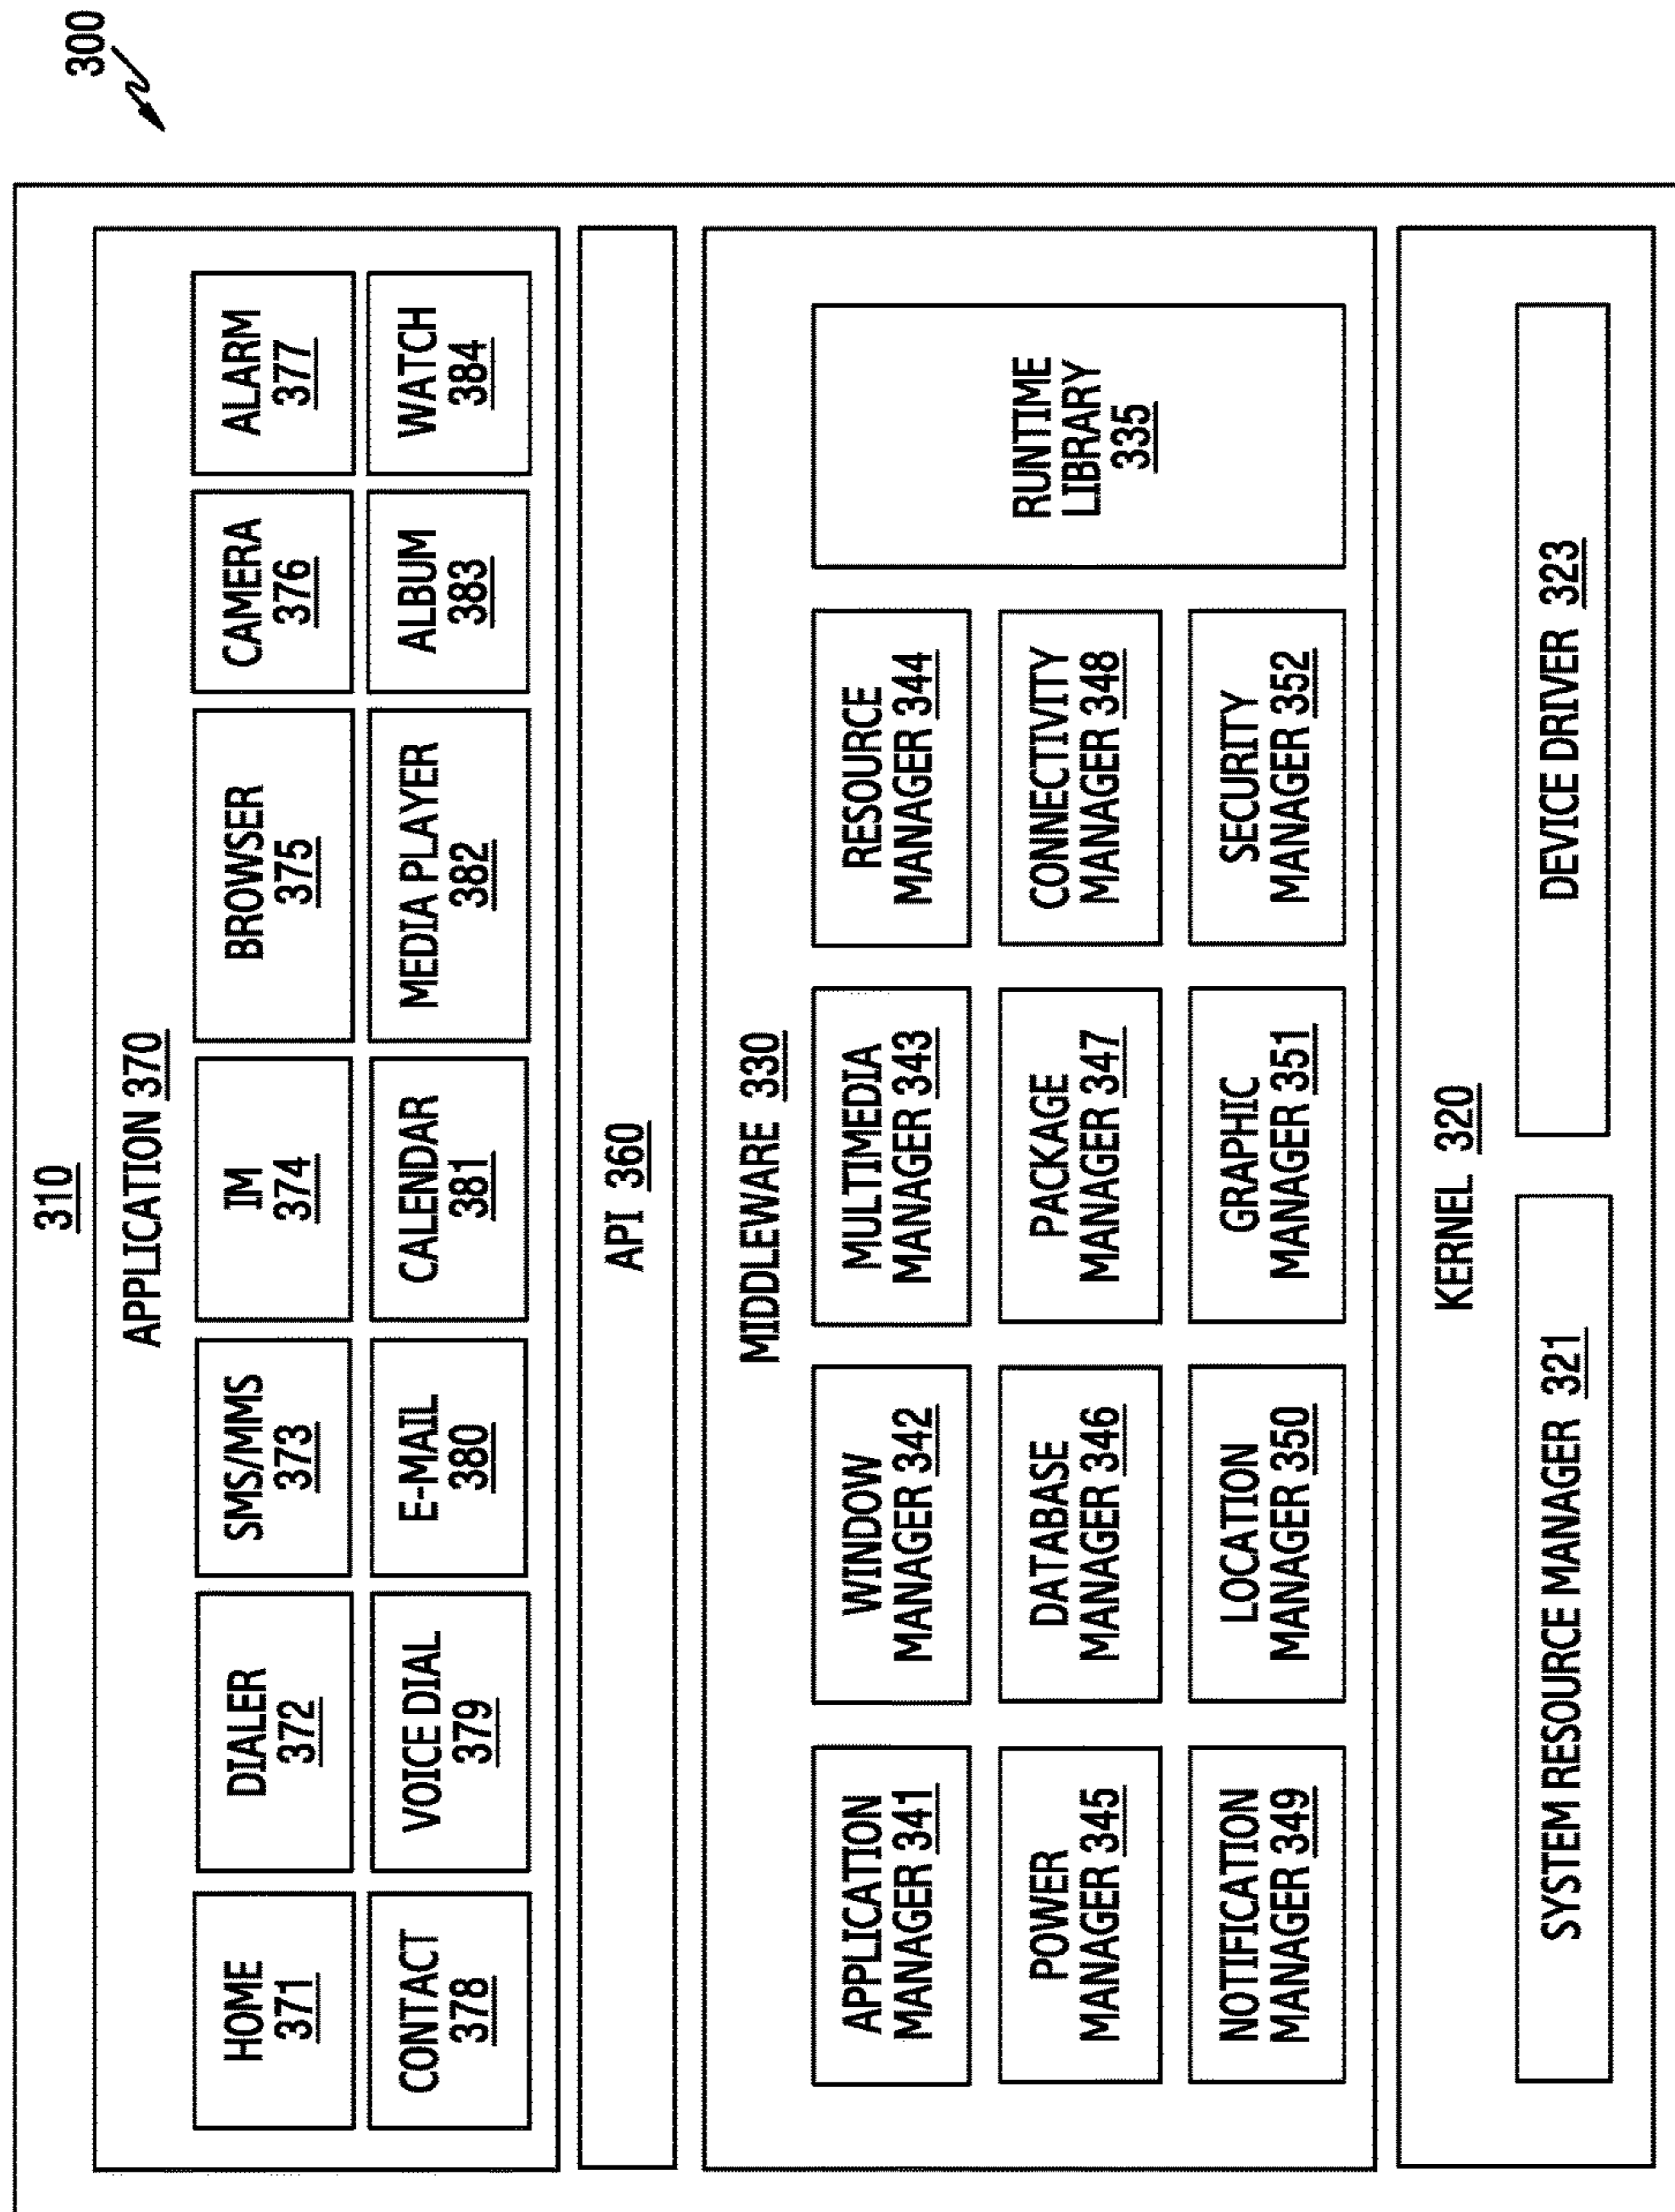 300
310
APPLICATION 370
HOME
371
DIALER
372
SMS/MMS
373
IM
374
BROWSER
375
CAMERA
376
ALARM
377
CONTACT
378
VOICE DIAL
379
E-MAIL
380
CALENDAR
381
MEDIA PLAYER
382
ALBUM
383
WATCH
384
API 360
MIDDLEWARE 330
APPLICATION
MANAGER 341
WINDOW
MANAGER 342
MULTIMEDIA
MANAGER 343
RESOURCE
MANAGER 344
POWER
MANAGER 345
DATABASE
MANAGER 346
PACKAGE
MANAGER 347
CONNECTIVITY
MANAGER 348
NOTIFICATION
MANAGER 349
LOCATION
MANAGER 350
GRAPHIC
MANAGER 351
SECURITY
MANAGER 352
RUNTIME
LIBRARY
335
KERNEL 320
SYSTEM RESOURCE MANAGER 321
DEVICE DRIVER 323